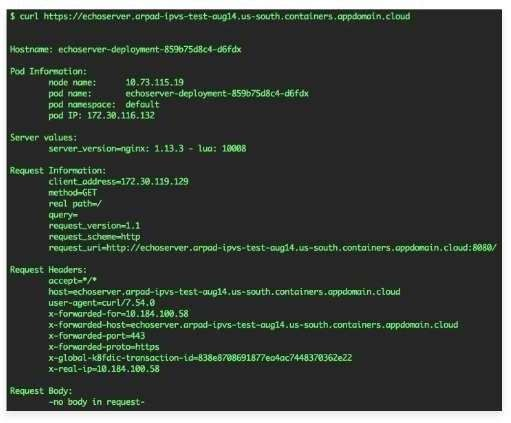 $ curl https://echoserver.arpad-ipvs-test-aug14.us-south.containers.appdomain.cloud
Hostname: echoserver-deployment-859b75d8c4-d6fdx
Pod Information:
node name: 10.73.115.19
pod name: echoserver-deployment-859b75d8c4-d6fdx
pod namespace: default
pod IP: 172.30.116.132
Server values:
server_version=nginx: 1.13.3 - lua: 10008
Request Information:
client_address=172.30.119.129
method=GET
real path=/
query=
request_version=1.1
request_scheme=http
request_uri=http://echoserver.arpad-ipvs-test-aug14.us-south.containers.appdomain.cloud:8080/
Request Headers:
accept=*/*
host=echoserver.arpad-ipvs-test-aug14.us-south.containers.appdomain.cloud
user-agent=curl/7.54.0
x-forwarded-for=10.184.100.58
x-forwarded-host=echoserver.arpad-ipvs-test-aug14.us-south.containers.appdomain.cloud
x-forwarded-port=443
x-forwarded-proto=https
x-global-k8fdic-transaction-id=838e8708691877ea4ac7448370362e22
x-real-ip=10.184.100.58
Request Body:
-no body in request-